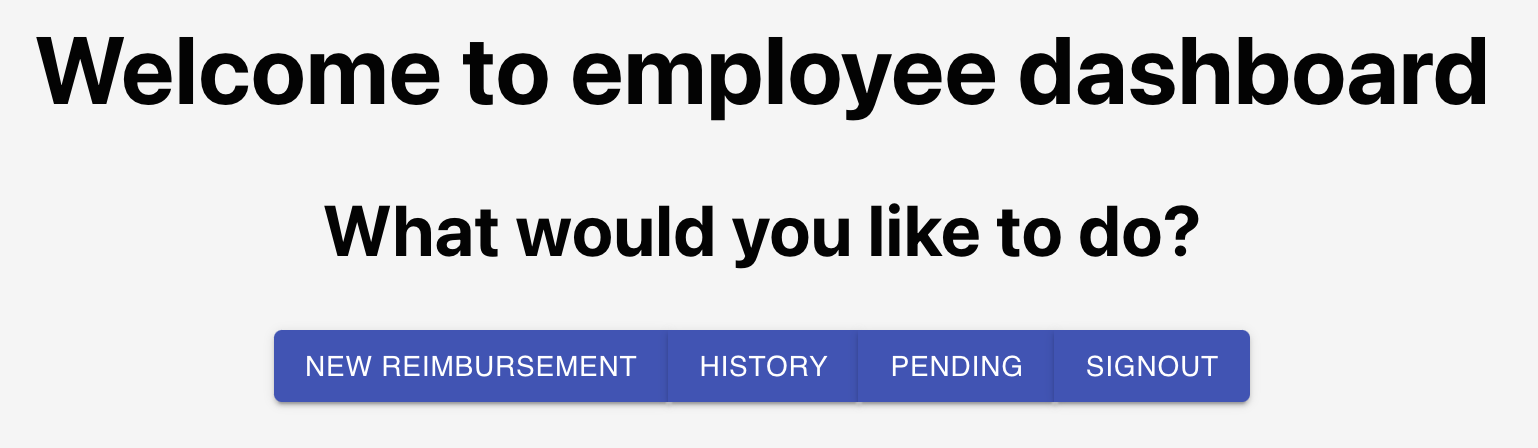 Welcome to employee dashboard
What would you like to do?
NEW REIMBURSEMENT HISTORY PENDING SIGNOUT